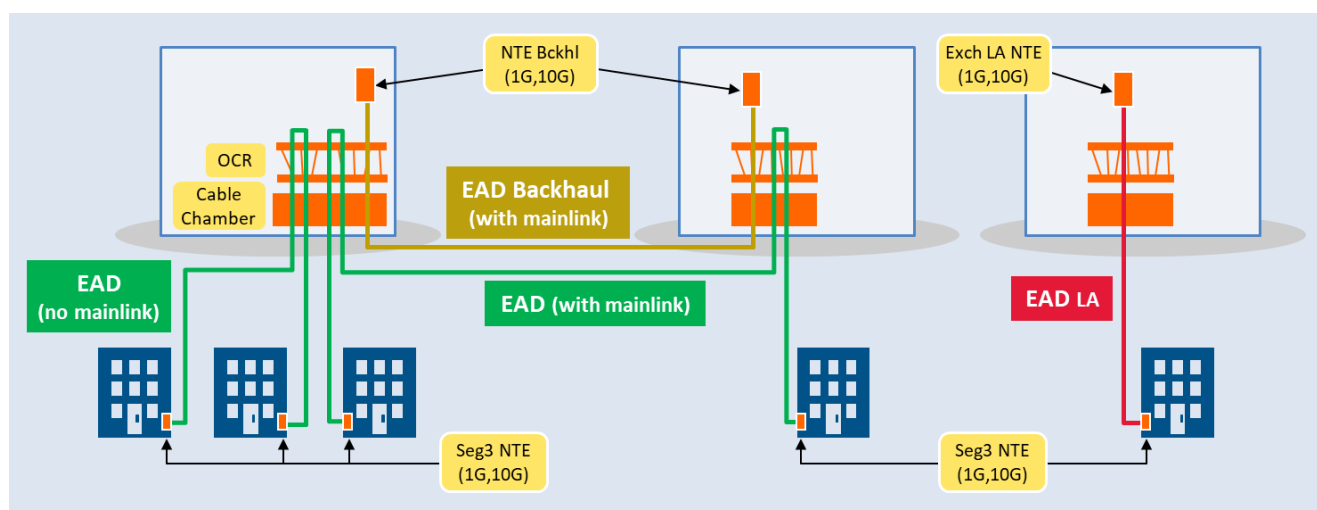 NTE Bckhl
(1G,10G)
Exch LA NTE
(1G,10G)
OCR
Cable
Chamber
EAD Backhaul
(with mainlink)
EAD
(no mainlink)
EAD (with mainlink)
EAD LA
Seg3 NTE
(1G,10G)
Seg3 NTE
(1G,10G)